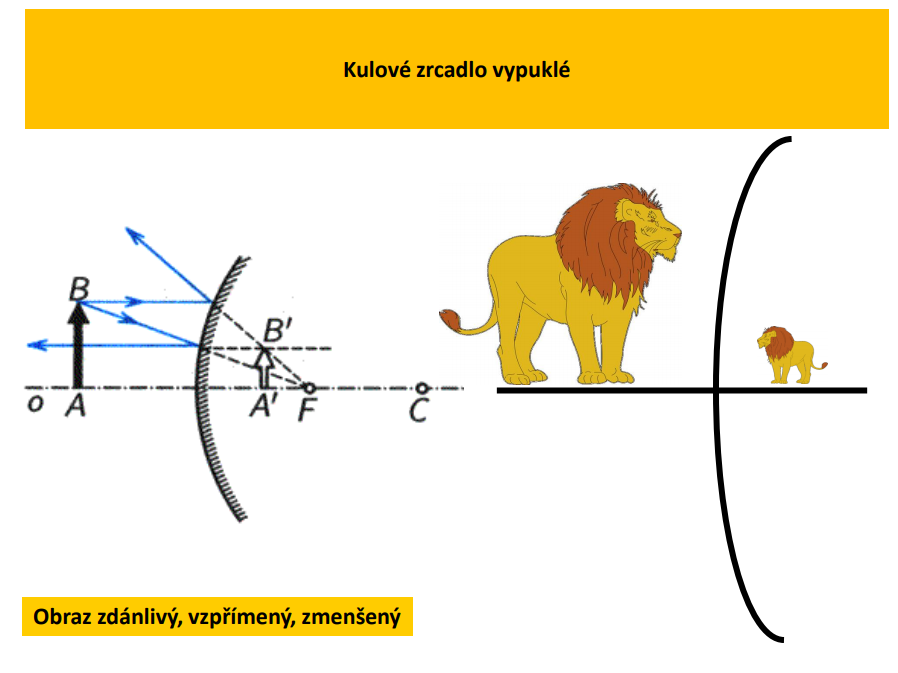 Kulové zrcadlo vypuklé
B
B'
o
A
A'
F
C
Obraz zdánlivý, vzpřímený, zmenšený